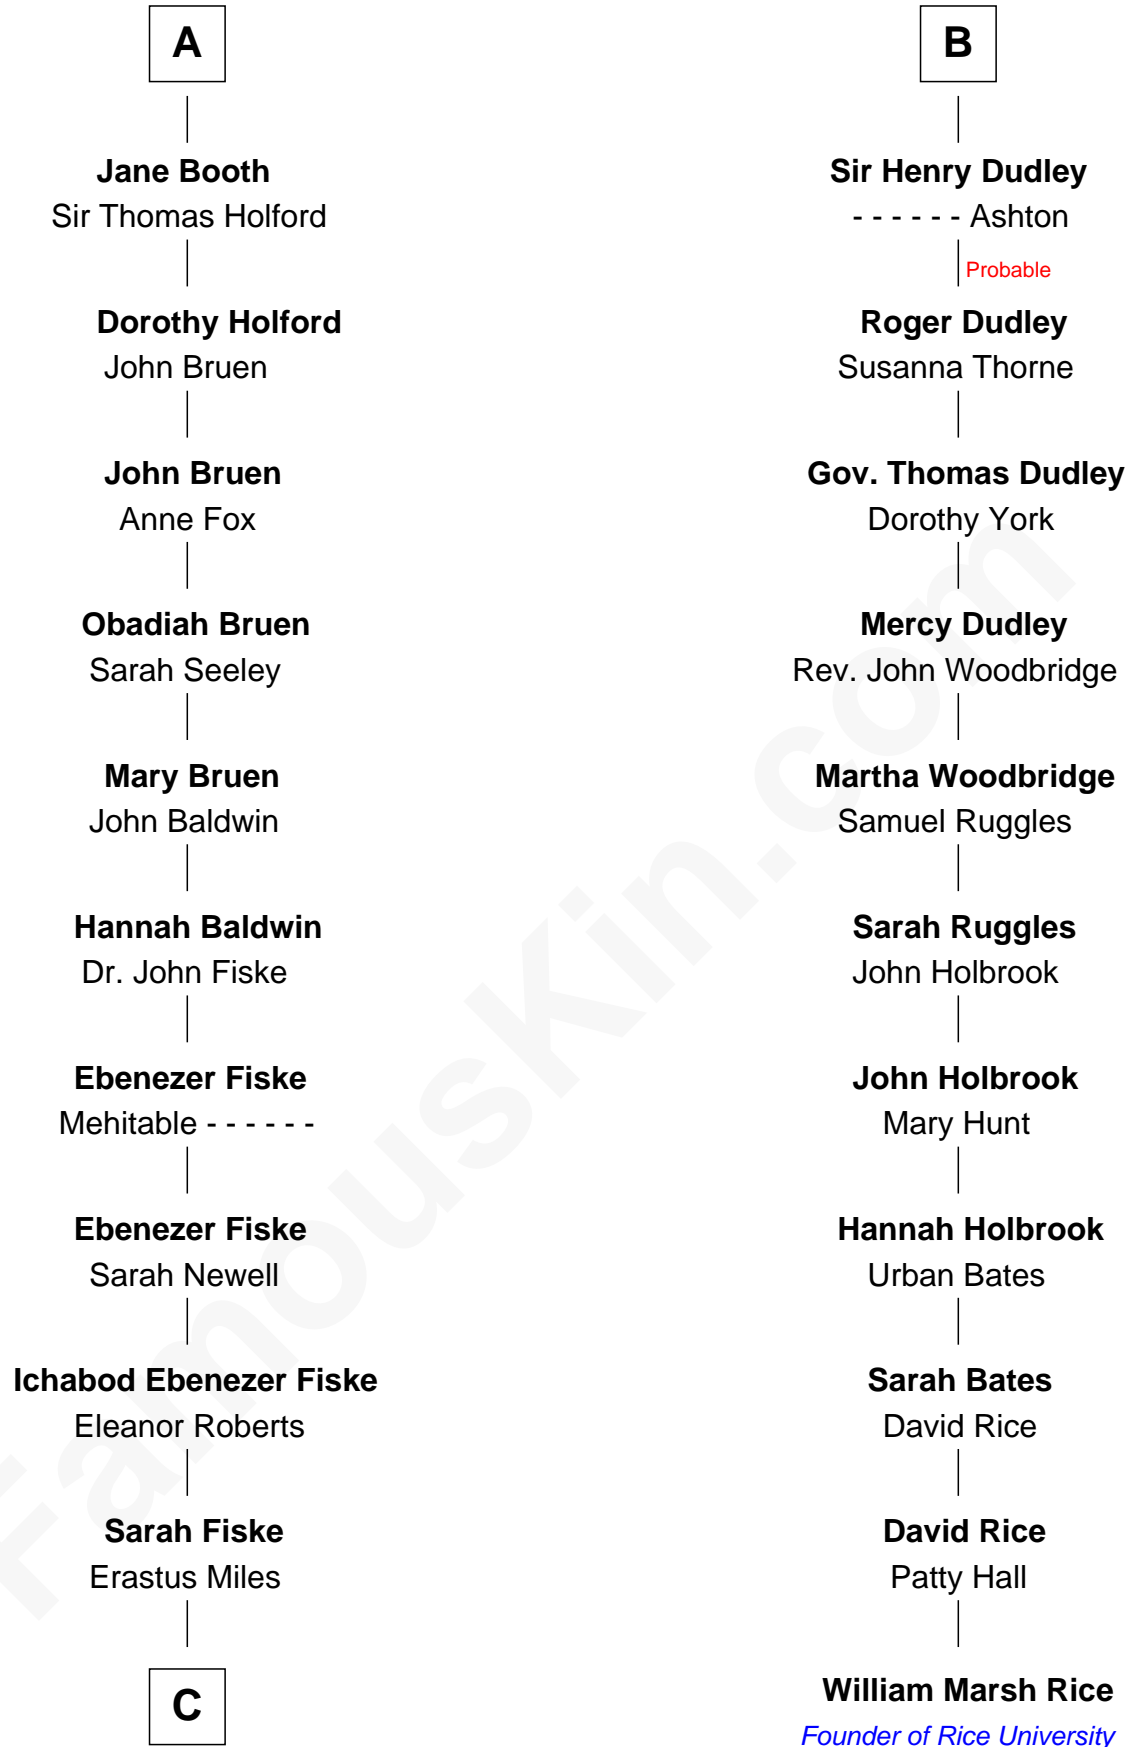 A
Jane Booth
Sir Thomas Holford
Dorothy Holford
John Bruen
John Bruen
Anne Fox
Obadiah Bruen
Sarah Seeley
Mary Bruen
John Baldwin
Hannah Baldwin
Dr. John Fiske
Ebenezer Fiske
Mehitable - - - - - -
Ebenezer Fiske
Sarah Newell
Ichabod Ebenezer Fiske
Eleanor Roberts
Sarah Fiske
Erastus Miles
C
B
Sir Henry Dudley
- - - - - - Ashton
Probable
Roger Dudley
Susanna Thorne
Gov. Thomas Dudley
Dorothy York
Mercy Dudley
Rev. John Woodbridge
Martha Woodbridge
Samuel Ruggles
Sarah Ruggles
John Holbrook
John Holbrook
Mary Hunt
Hannah Holbrook
Urban Bates
Sarah Bates
David Rice
David Rice
Patty Hall
William Marsh Rice
Founder of Rice University
FamousKin.com